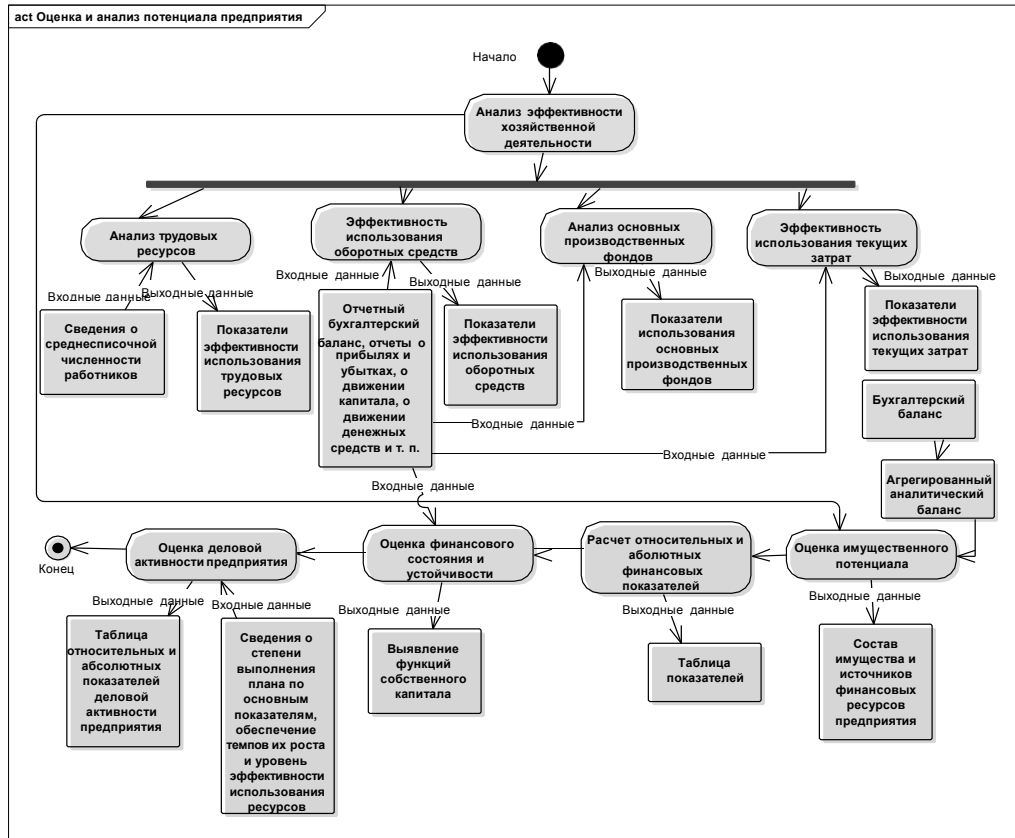 act Оценка и анализ потенциала предприятия
Начало
Анализ эффективности
хозяйственной
деятельности
Анализ трудовых
ресурсов
Эффективность
использования
оборотных средств
Анализ основных
производственных
фондов
Эффективность
использования текущих
затрат
Входные данные
Выходные данные
Входные данные
Выходные данные
Входные данные
Выходные данные
Выходные данные
Сведения о
среднесписочной
численности
работников
Показатели
эффективности
использования
трудовых
ресурсов
Отчетный
бухгалтерский
баланс, отчеты о
прибылях и
убытках, о
движении
капитала, о
движении
денежных
средств и т. п.
Показатели
эффективности
использования
оборотных
средств
Показатели
использования
основных
производственных
фондов
Показатели
эффективности
использования
текущих затрат
Бухгалтерский
баланс
Входные данные
Входные данные
Входные данные
Агрегированный
аналитический
баланс
Конец
Оценка деловой
активности предприятия
Оценка финансового
состояния и
устойчивости
Расчет относительных и
аболютных
финансовых
показателей
Оценка имущественного
потенциала
Выходные данные
Входные данные
Выходные данные
Выходные данные
Выходные данные
Таблица
относительных и
абсолютных
показателей
деловой
активности
предприятия
Сведения о
степени
выполнения
плана по
основным
показателям,
обеспечение
темпов их роста
и уровень
эффективности
использования
ресурсов
Выявление
функций
собственного
капитала
Таблица
показателей
Состав
имущества и
источников
финансовых
ресурсов
предприятия